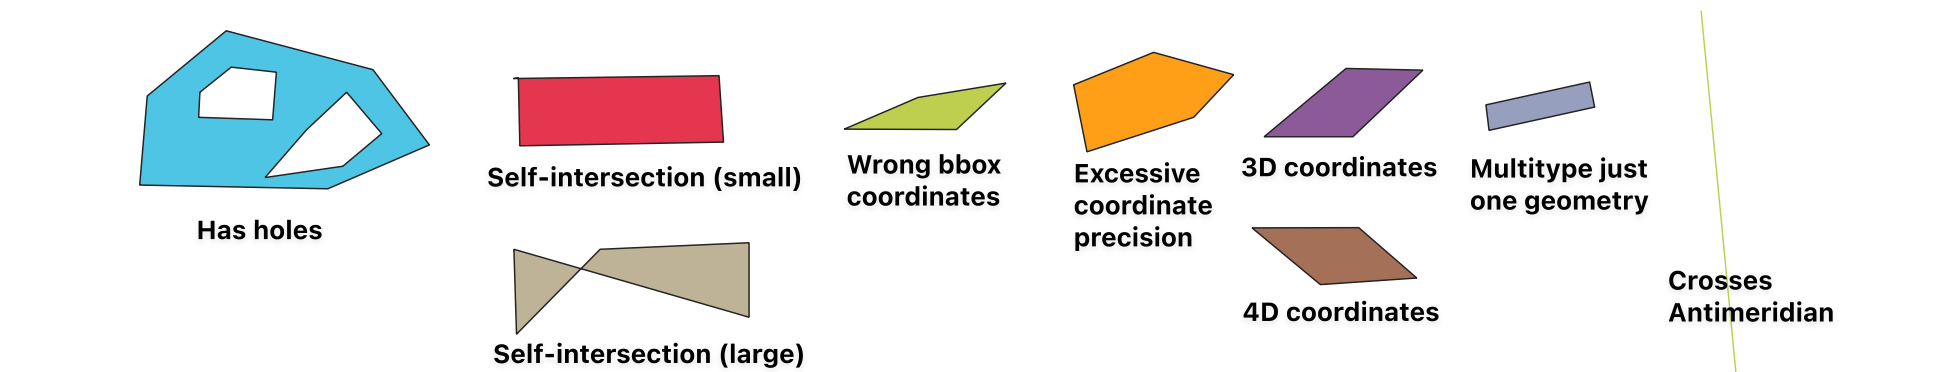 Has holes
Self-intersection (small)
Self-intersection (large)
Wrong bbox
coordinates
Excessive
coordinate
precision
3D coordinates
4D coordinates
Multitype just
one geometry
Crosses
Antimeridian